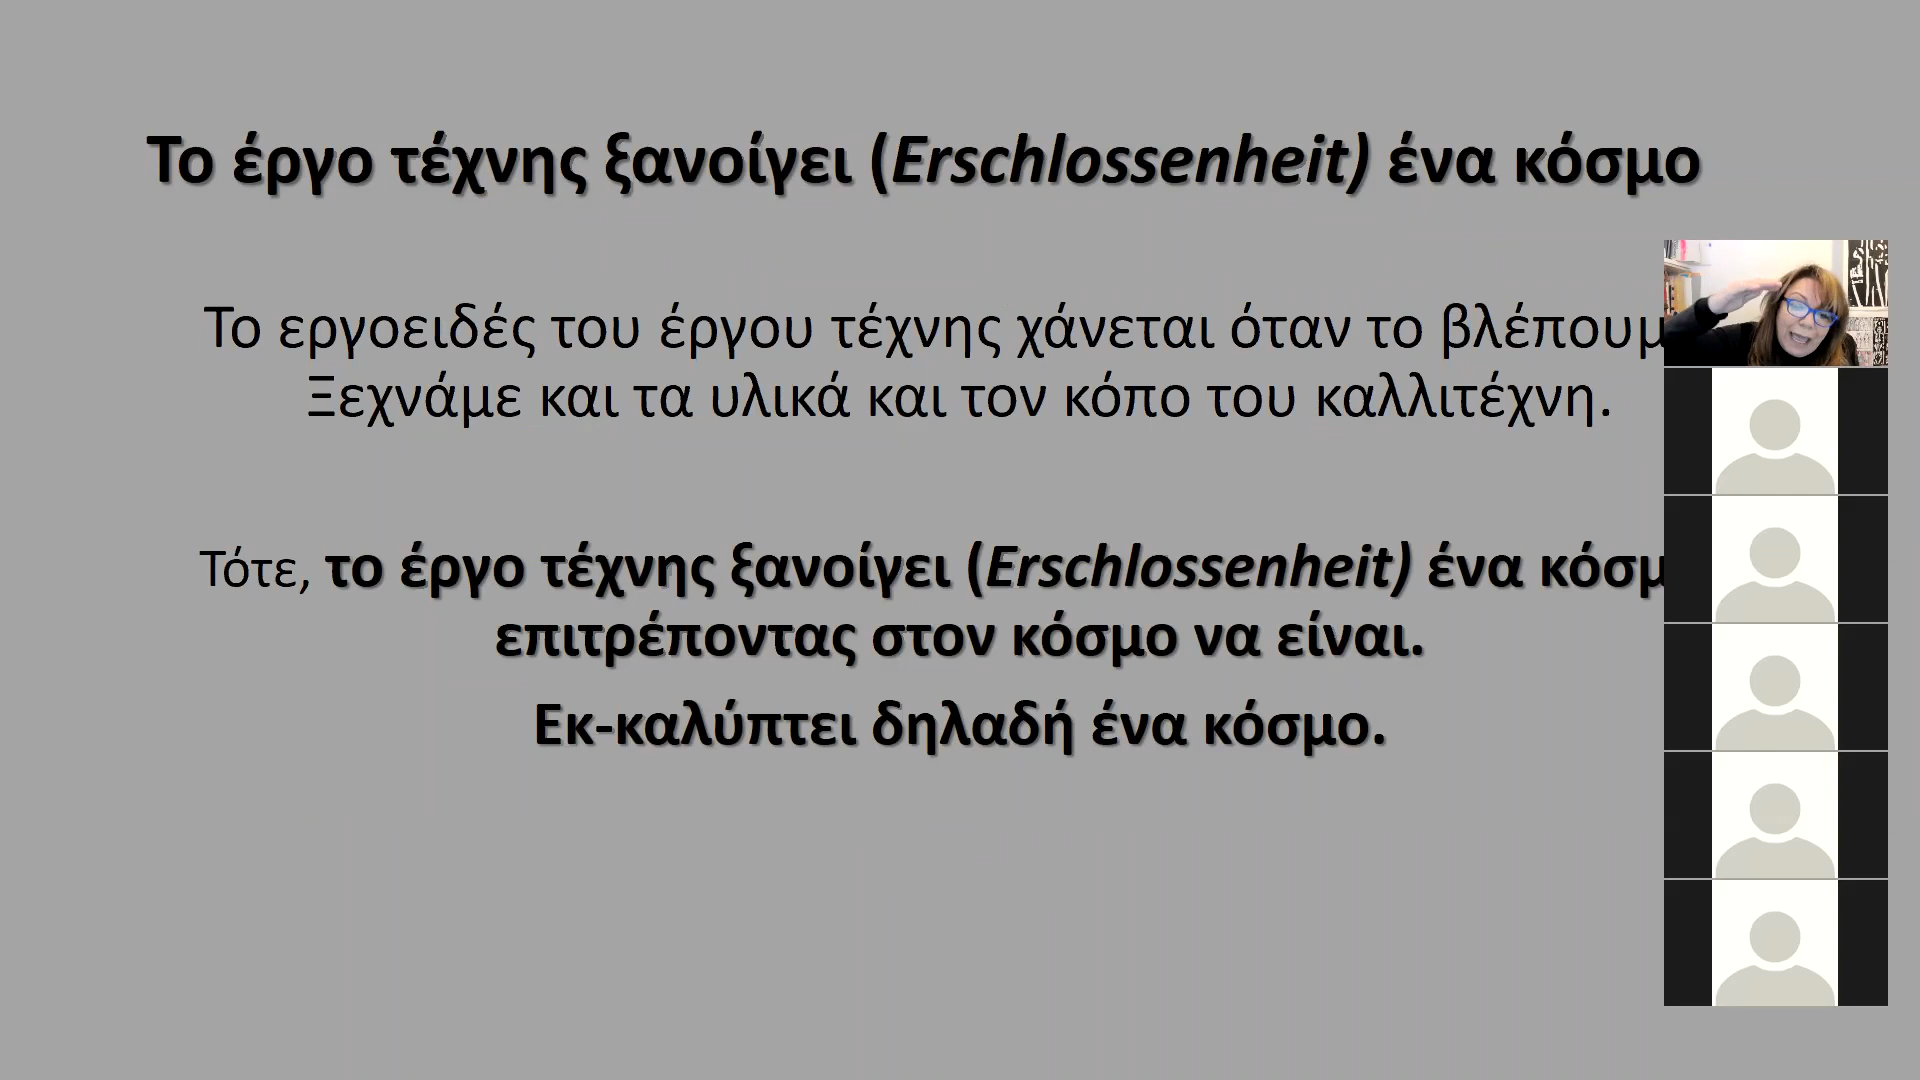 Το έργο τέχνης ξανοίγει (Erschlossenheit) ένα κόσμο
Το εργοειδές του έργου τέχνης χάνεται όταν το
Ξεχνάμε και τα υλικά και τον κόπο του καλλιτέχνη.
Τότε, το έργο τέχνης ξανοίγει (Erschlossenheit) ένα
επιτρέποντας στον κόσμο να είναι.
Εκ-καλύπτει δηλαδή ένα κόσμο.